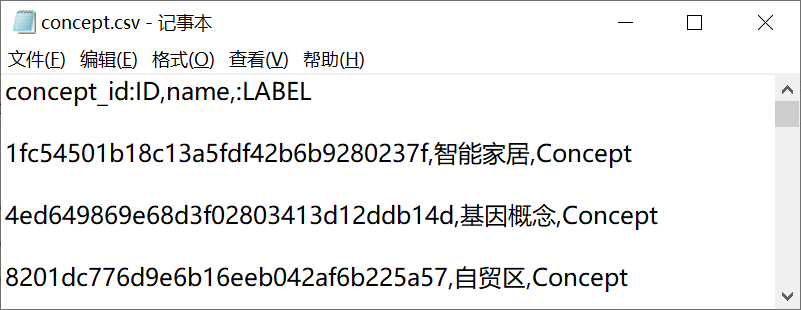 concept.csv - 记事本
文件(F) 编辑(E) 格式(O) 查看(V) 帮助(H)
concept_id:ID,name,:LABEL
1fc54501b18c13a5fdf42b6b9280237f,智能家居,Concept
4ed649869e68d3f02803413d12ddb14d,基因概念,Concept
8201dc776d9e6b16eeb042af6b225a57,自贸区,Concept